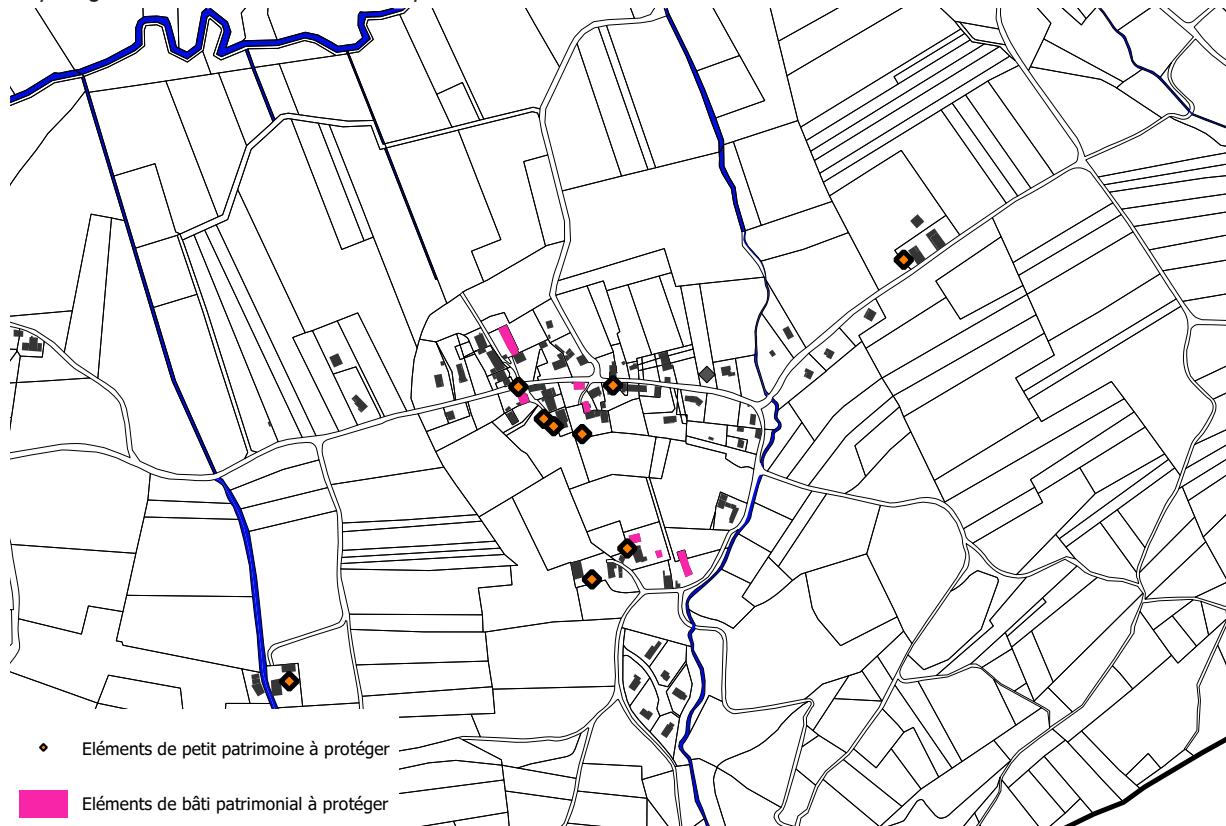 Eléments de petit patrimoine à protéger
Eléments de bâti patrimonial à protéger